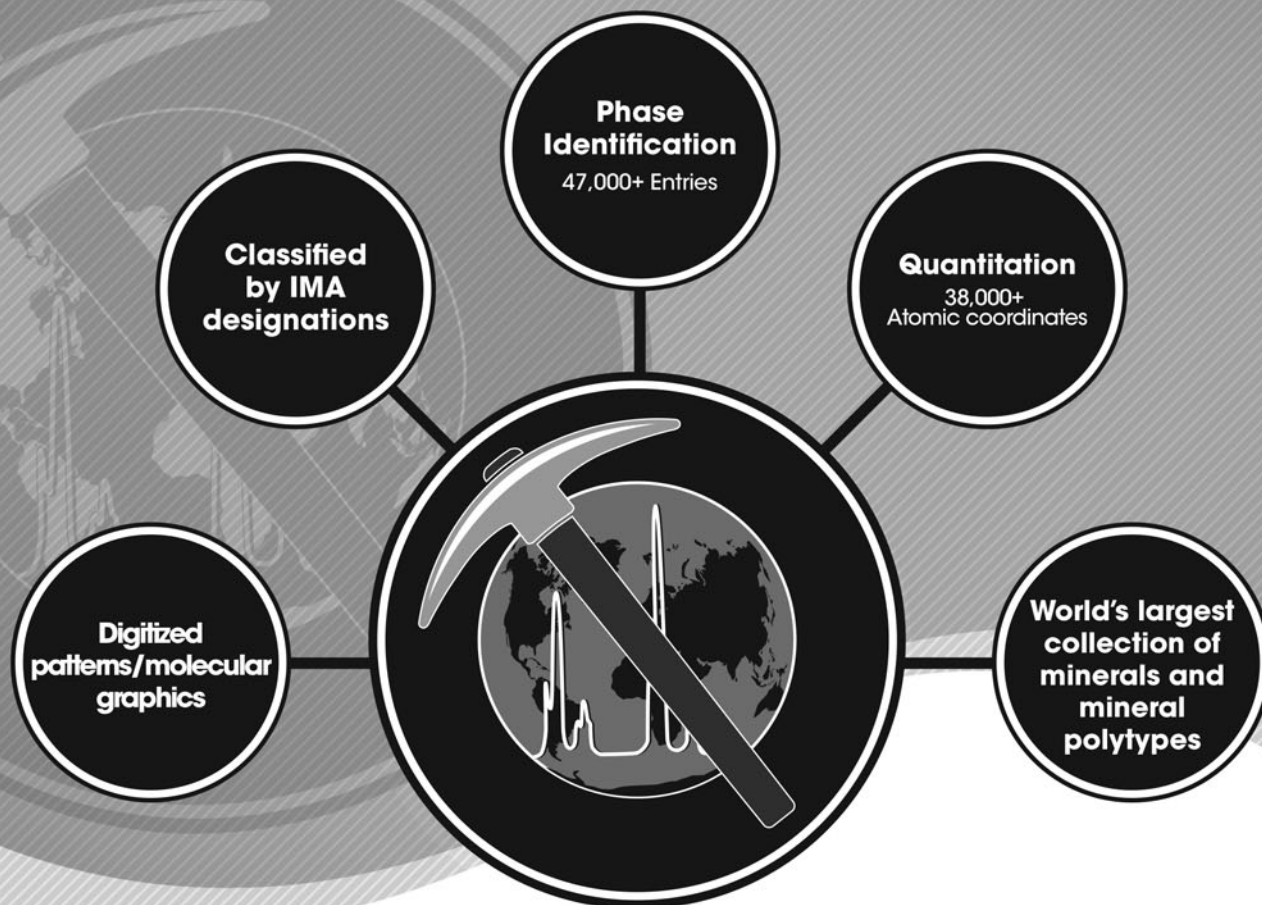 Phase
Identification
47,000+ Entries
Classified
by IMA
designations
Quantitation
38,000+
Atomic coordinates
Digitized
patterns/molecular
graphics
World's largest
collection of
minerals and
mineral
polytypes